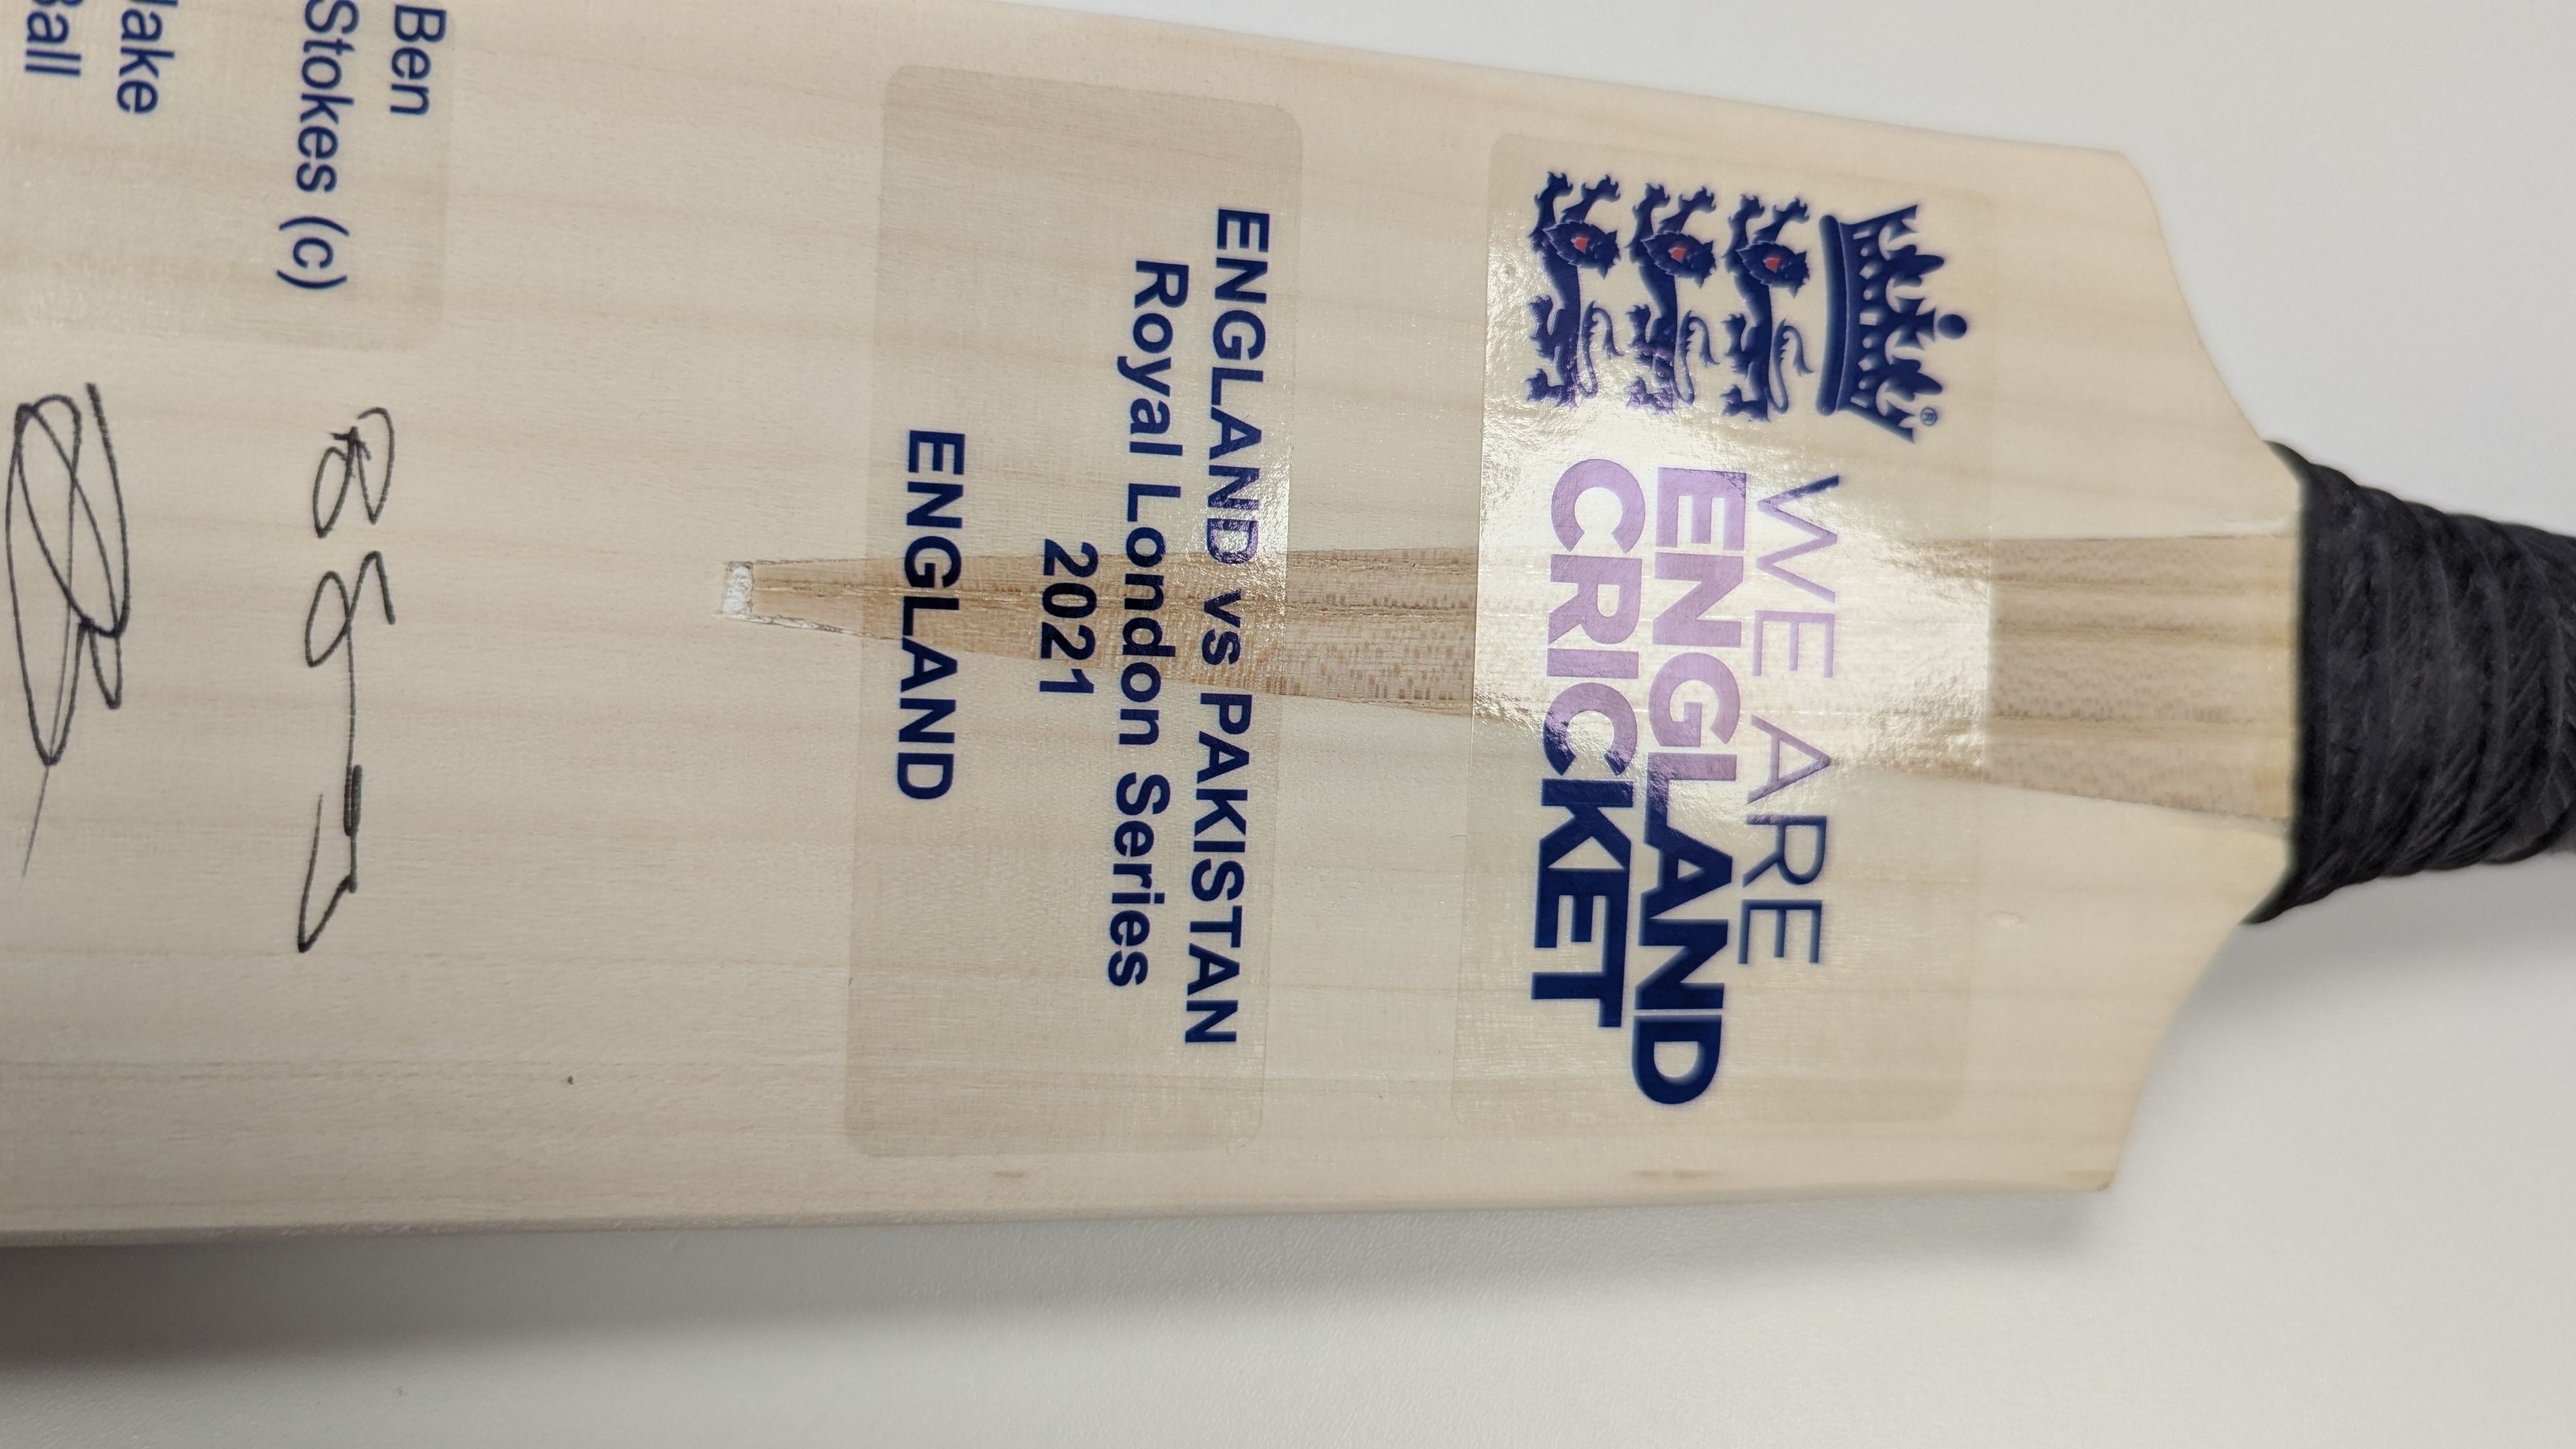 WE ARE
ENGLAND
CRICKET
ENGLAND vs PAKISTAN
Royal London Series
2021
ENGLAND
Ben
Stokes (c)
Jake
Ball